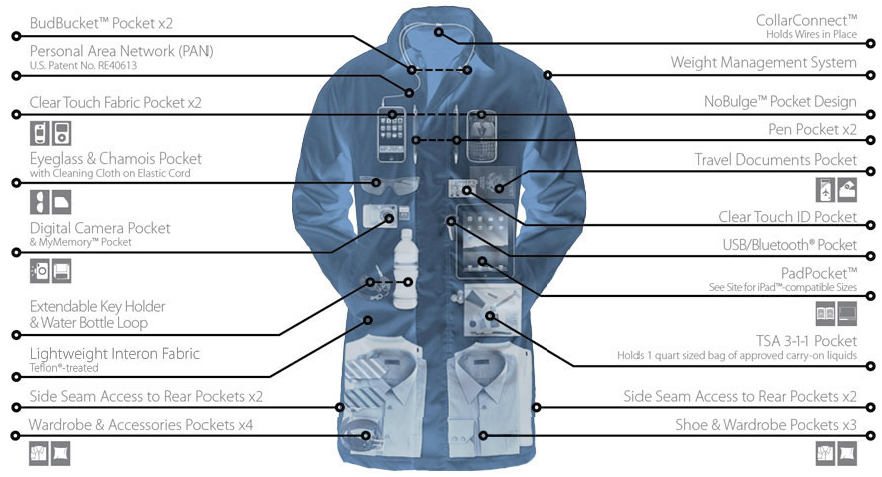 BudBucket™ Pocket x2
Personal Area Network (PAN)
U.S. Patent No. RE40613
Clear Touch Fabric Pocket x2
Eyeglass & Chamois Pocket
with Cleaning Cloth on Elastic Cord
Digital Camera Pocket
& MyMemory™ Pocket
Extendable Key Holder
& Water Bottle Loop
Lightweight Interon Fabric
Teflon®-treated
Side Seam Access to Rear Pockets x2
Wardrobe & Accessories Pockets x4
CollarConnect™
Holds Wires in Place
Weight Management System
NoBulge™ Pocket Design
Pen Pocket x2
Travel Documents Pocket
Clear Touch ID Pocket
USB/Bluetooth® Pocket
PadPocket™
See Site for iPad™-compatible Sizes
TSA 3-1-1 Pocket
Holds 1 quart sized bag of approved carry-on liquids
Side Seam Access to Rear Pockets x2
Shoe & Wardrobe Pockets x3